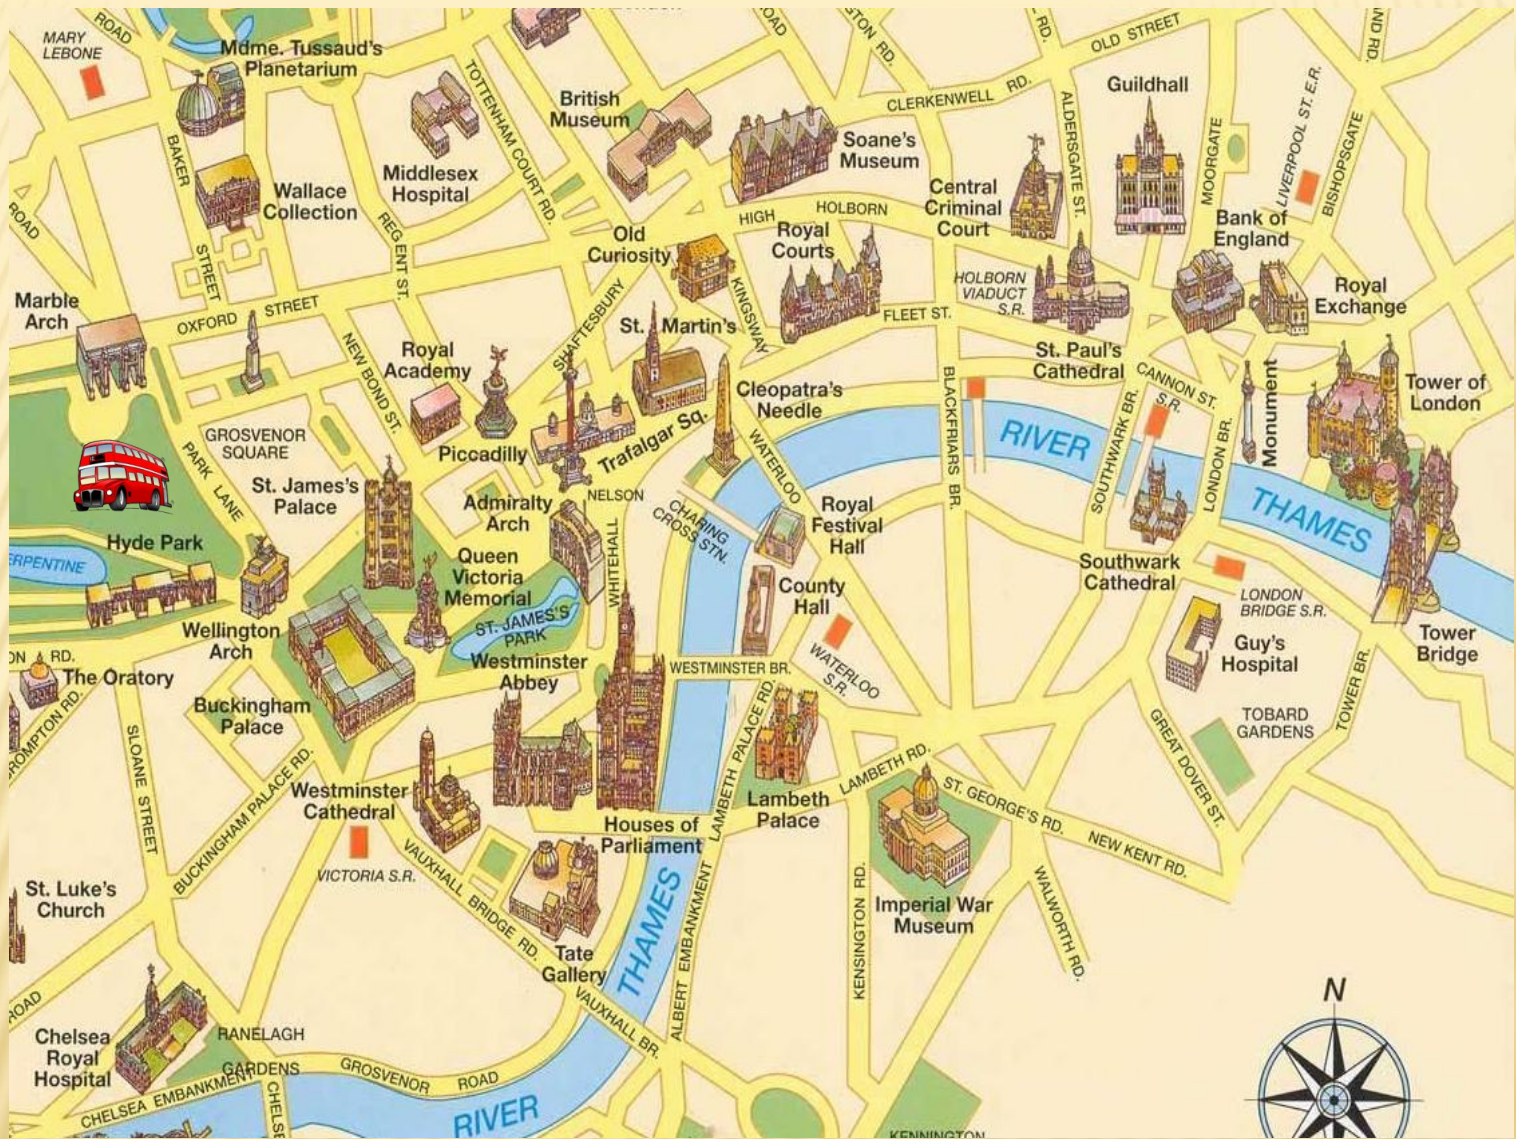 ROAD
MARY
LEBONE
Mdme. Tussaud's
Planetarium
TOTTENHAM COURT RD.
British
Museum
ROAD
RD.
RD.
OLD STREET
CLERKENWELL RD.
Guildhall
LIVERPOOL ST. E.R.
BAKER
STREET
Wallace
Collection
Middlesex
Hospital
REGENT ST.
Soane's
Museum
HIGH HOLBORN
Central
Criminal
Court
ALDERSGATE ST.
MOORGATE
BISHOPSGATE
Bank of
England
ROAD
Old
Curiosity
Royal
Courts
KINGSWAY
HOLBORN
VIADUCT
S.R.
Royal
Exchange
Marble
Arch
OXFORD STREET
NEW BOND ST.
SHAFTESBURY
St. Martin's
FLEET ST.
Royal
Academy
St. Paul's
Cathedral
CANNON ST.
S.R.
Monument
Tower of
London
Cleopatra's
Needle
BLACKFRIARS BR.
SOUTHWARK BR.
LONDON BR.
GROSVENOR
SQUARE
PARK LANE
Piccadilly
Trafalgar Sq.
WATERLOO
RIVER
THAMES
St. James's
Palace
Admiralty
Arch
NELSON
WHITEHALL
CHARING
CROSS STN.
Royal
Festival
Hall
Hyde Park
ERPENTINE
Queen
Victoria
Memorial
ST. JAMES'S
PARK
County
Hall
Southwark
Cathedral
LONDON
BRIDGE S.R.
Wellington
Arch
Westminster
Abbey
WESTMINSTER BR.
WATERLOO
S.R.
Guy's
Hospital
Tower
Bridge
TOWER BR.
ON RD.
The Oratory
ROMPTON RD.
Buckingham
Palace
SLOANE STREET
BUCKINGHAM PALACE RD.
LAMBETH PALACE RD.
TOBARD
GARDENS
GREAT DOVER ST.
Westminster
Cathedral
VICTORIA S.R.
Houses of
Parliament
Lambeth
Palace
LAMBETH RD.
ST. GEORGE'S RD.
NEW KENT RD.
VAUXHALL BRIDGE RD.
WALWORTH RD.
KENSINGTON RD.
Imperial War
Museum
St. Luke's
Church
Tate
Gallery
THAMES
ALBERT EMBANKMENT
VAUXHALL BR.
ROAD
Chelsea
Royal
Hospital
RANELAGH
GARDENS
CHELSEA EMBANKMENT
GROSVENOR ROAD
RIVER
N